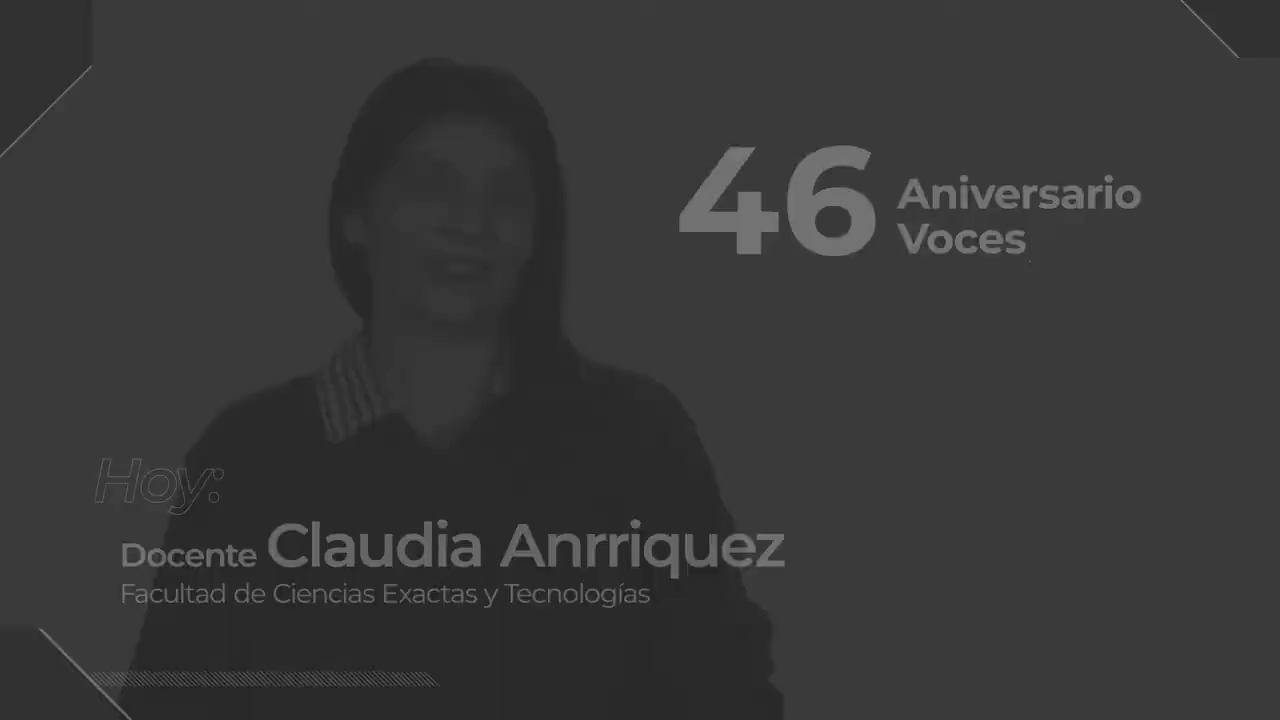 46 Aniversario
Voces
Hoy:
Docente Claudia Anrriquez
Facultad de Ciencias Exactas y Tecnologías